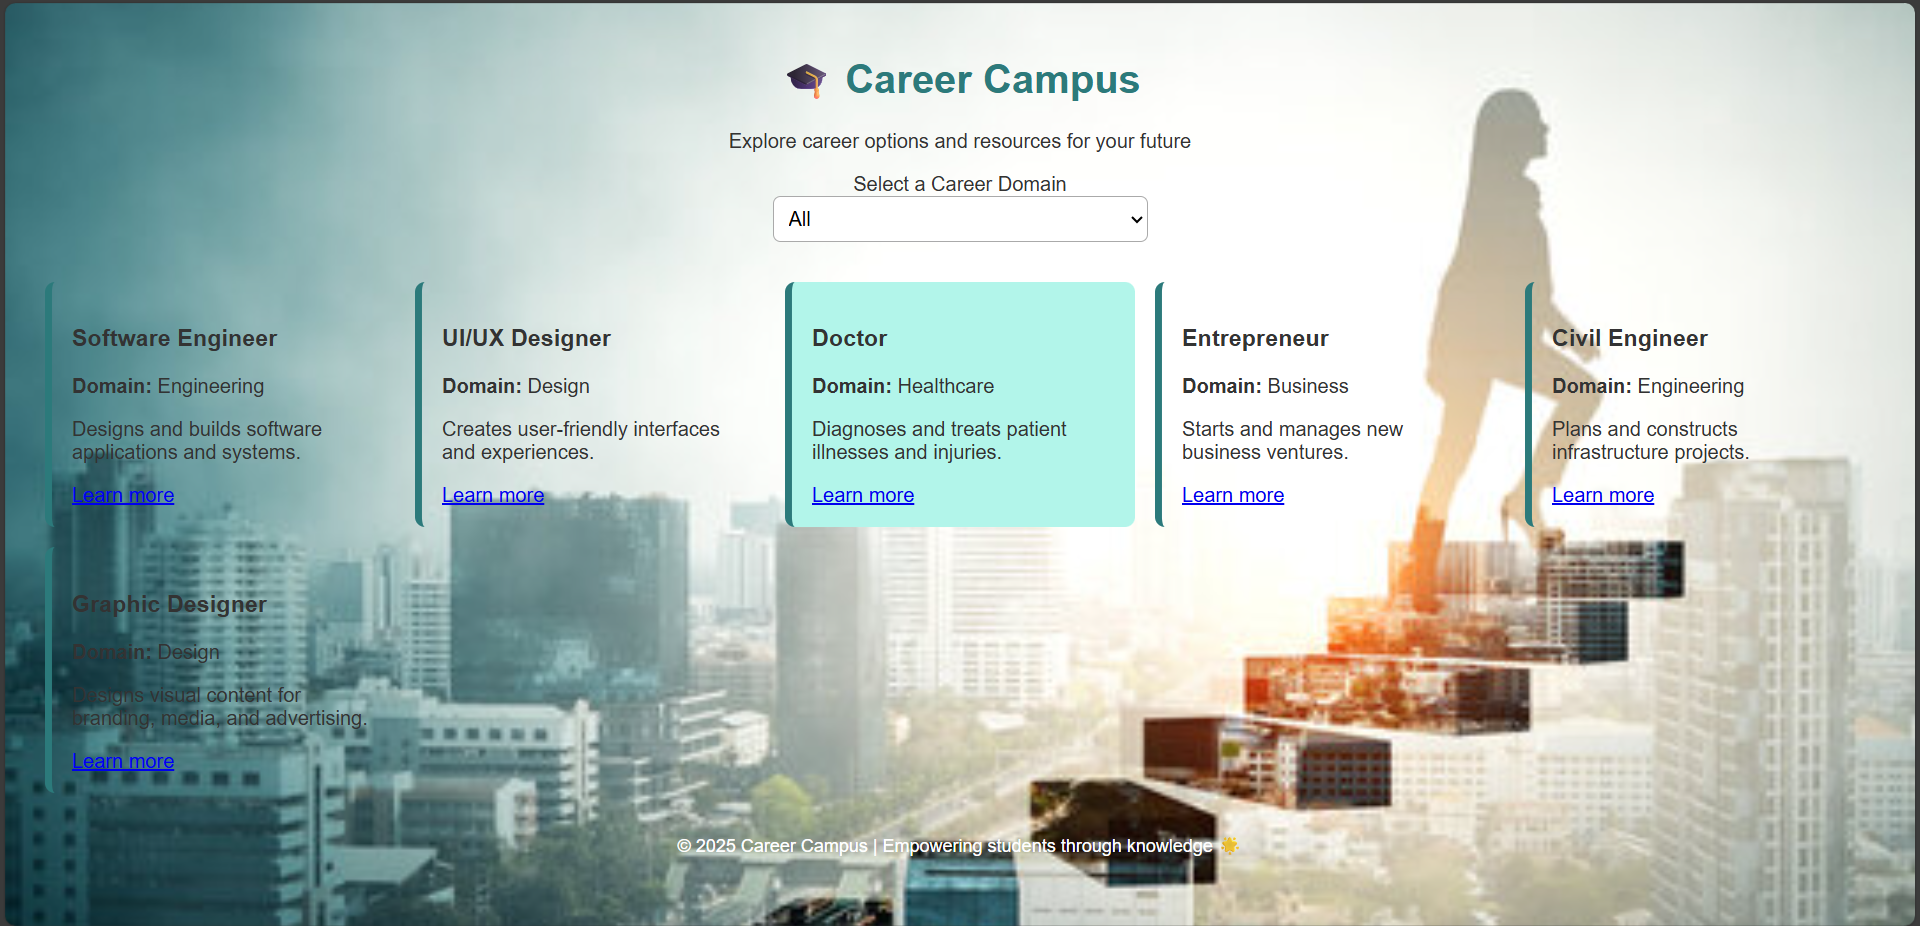 🎓 Career Campus
Explore career options and resources for your future
Select a Career Domain
All
Software Engineer
Domain: Engineering
Designs and builds software
applications and systems.
Learn more
UI/UX Designer
Domain: Design
Creates user-friendly interfaces
and experiences.
Learn more
Doctor
Domain: Healthcare
Diagnoses and treats patient
illnesses and injuries.
Learn more
Entrepreneur
Domain: Business
Starts and manages new
business ventures.
Learn more
Civil Engineer
Domain: Engineering
Plans and constructs
infrastructure projects.
Learn more
Graphic Designer
Domain: Design
Designs visual content for
branding, media, and advertising.
Learn more
© 2025 Career Campus | Empowering students through knowledge 🌟